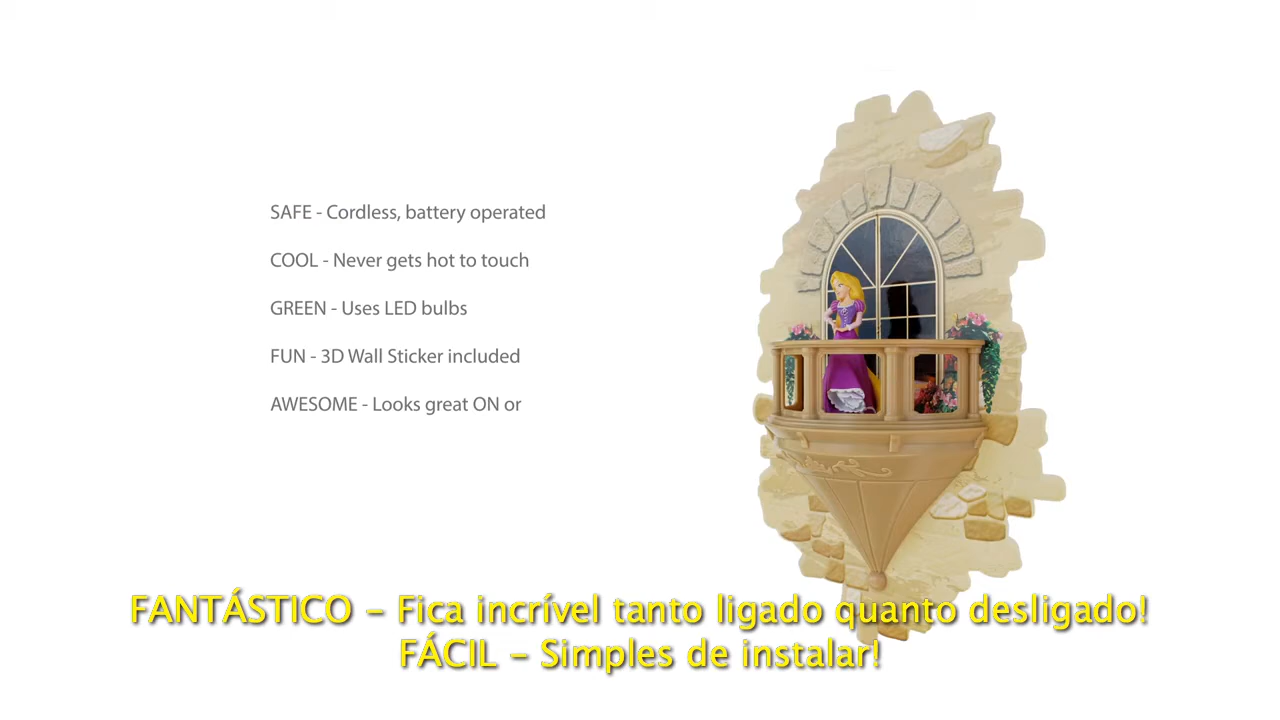 SAFE - Cordless, battery operated
COOL - Never gets hot to touch
GREEN - Uses LED bulbs
FUN - 3D Wall Sticker included
AWESOME - Looks great ON or
FANTÁSTICO - Fica incrível tanto ligado quanto desligado!
FÁCIL - Simples de instalar!